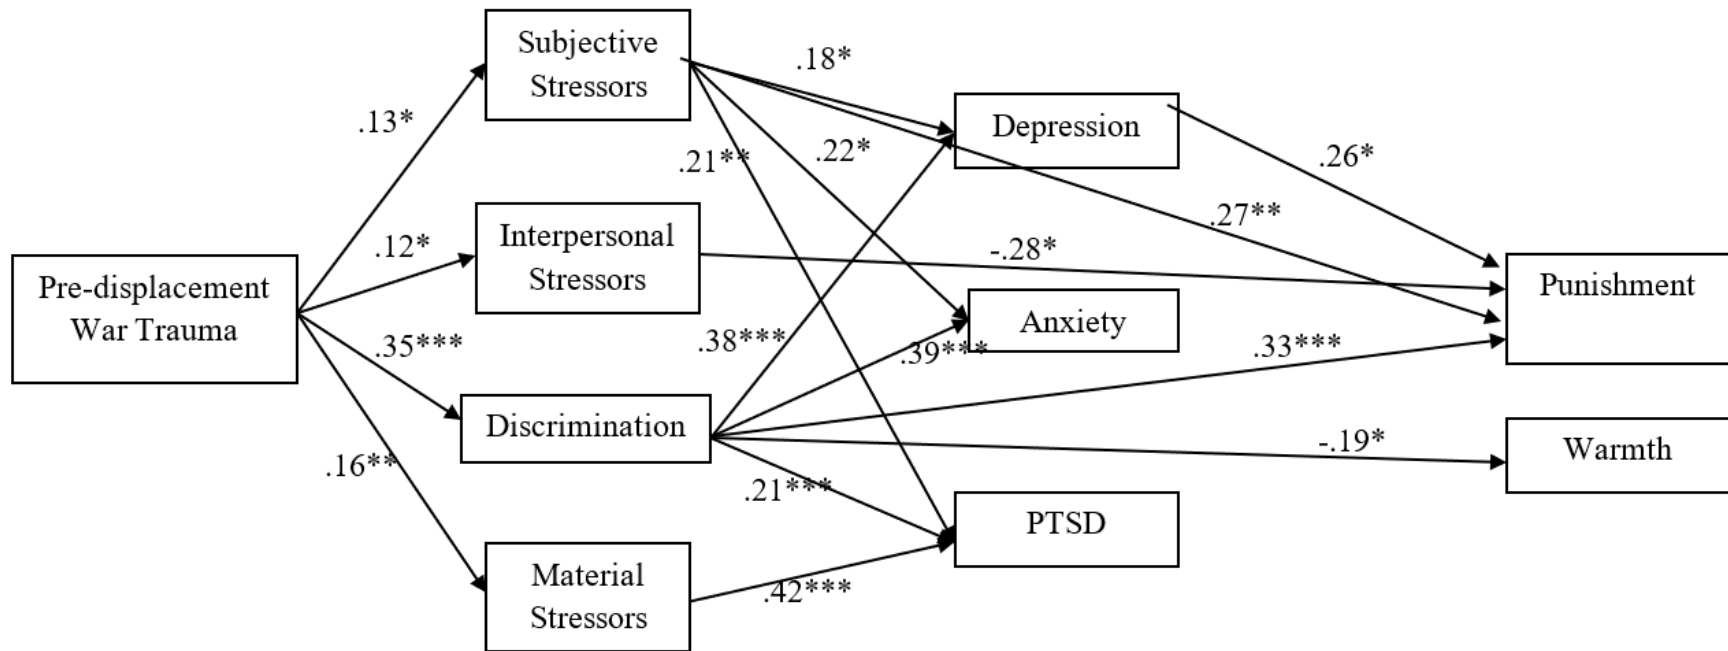 Subjective
Stressors
.13*
.18*
.21**
.22*
Depression
.26*
.27**
Interpersonal
Stressors
.12*
-.28*
Pre-displacement
War Trauma
Punishment
Anxiety
.35***
.38***
.39***
.33***
Discrimination
-.19*
Warmth
.16**
.21***
PTSD
Material
Stressors
.42***